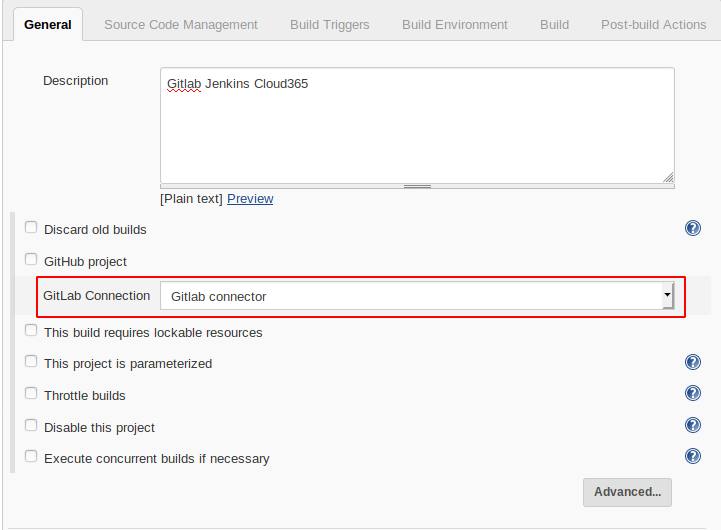 General Source Code Management Build Triggers Build Environment Build Post-build Actions
Description Gitlab Jenkins Cloud365
[Plain text] Preview
Discard old builds ?
GitHub project
GitLab Connection Gitlab connector
This build requires lockable resources
This project is parameterized ?
Throttle builds ?
Disable this project ?
Execute concurrent builds if necessary ?
Advanced...